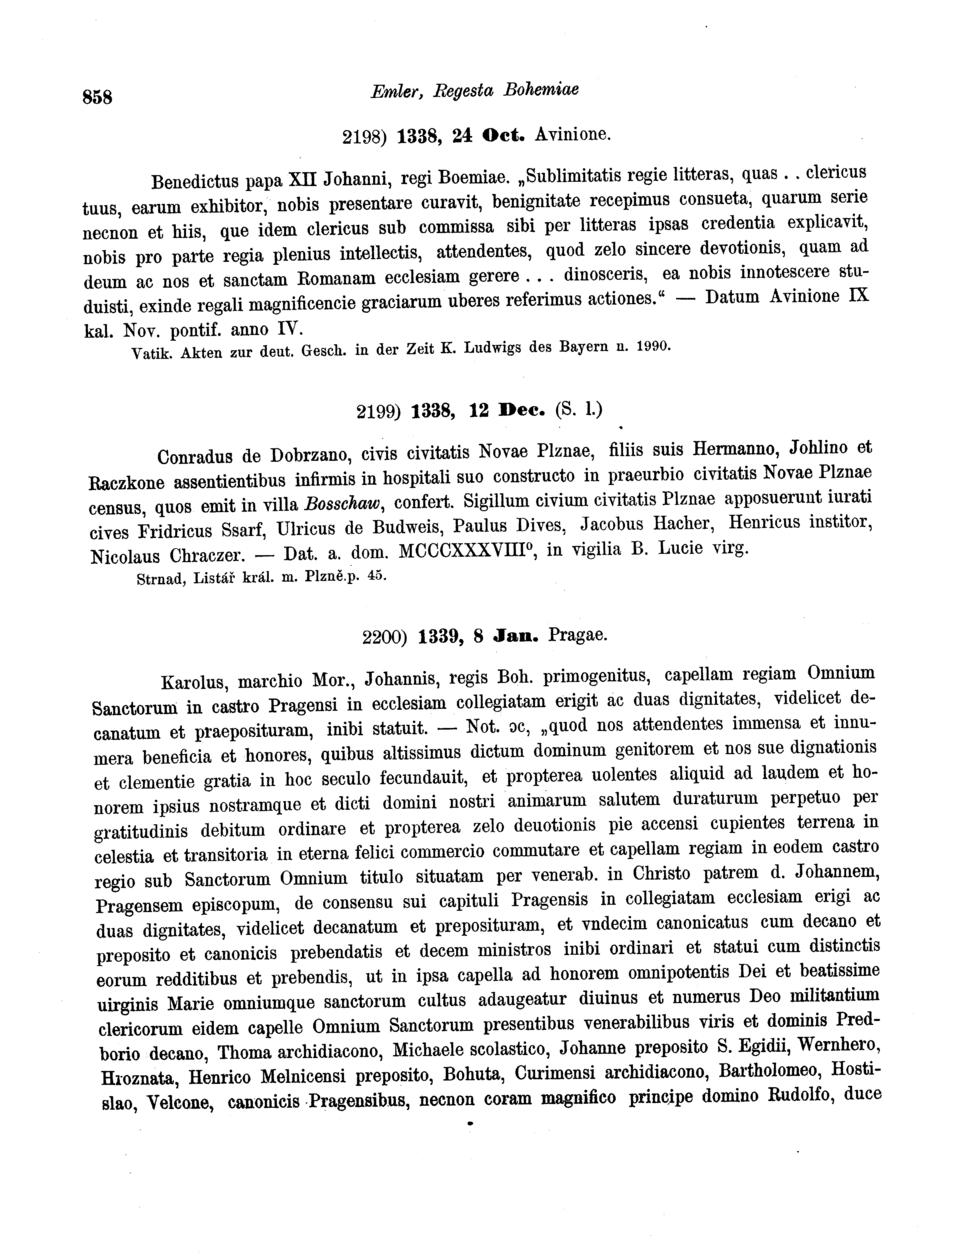 858
Emler, Regesta Bohemiae
2198) 1338, 24 Oct. Avinione.
Benedictus papa XII Johanni, regi Boemiae. „Sublimitatis regie litteras, quas . . clericus
tuus, earum exhibitor, nobis presentare curavit, benignitate recepimus consueta, quarum serie
necnon et hiis, que idem clericus sub commissa sibi per litteras ipsas credentia explicavit,
nobis pro parte regia plenius intellectis, attendentes, quod zelo sincere devotionis, quam ad
deum ac nos et sanctam Romanam ecclesiam gerere . . . dinosceris, ea nobis innotescere stu-
duisti, exinde regali magnificencie graciarum uberes referimus actiones.“ — Datum Avinione IX
kal. Nov. pontif. anno IV.
Vatik. Akten zur deut. Gesch. in der Zeit K. Ludwigs des Bayern n. 1990.
2199) 1338, 12 Dec. (S. l.)
Conradus de Dobrzano, civis civitatis Novae Plznae, filiis suis Hermanno, Johlino et
Raczkone assentientibus infirmis in hospitali suo constructo in praeurbio civitatis Novae Plznae
census, quos emit in villa Bosschaw, confert. Sigillum civium civitatis Plznae apposuerunt iurati
cives Fridricus Ssarf, Ulricus de Budweis, Paulus Dives, Jacobus Hacher, Henricus institor,
Nicolaus Chraczer. — Dat. a. dom. MCCCXXXVIIIº, in vigilia B. Lucie virg.
Strnad, Listář král. m. Plzně.p. 45.
2200) 1339, 8 Jan. Pragae.
Karolus, marchio Mor., Johannis, regis Boh. primogenitus, capellam regiam Omnium
Sanctorum in castro Pragensi in ecclesiam collegiatam erigit ac duas dignitates, videlicet de-
canatum et praeposituram, inibi statuit. — Not. ɔc, „quod nos attendentes immensa et innu-
mera beneficia et honores, quibus altissimus dictum dominum genitorem et nos sue dignationis
et clementie gratia in hoc seculo fecundauit, et propterea uolentes aliquid ad laudem et ho-
norem ipsius nostramque et dicti domini nostri animarum salutem duraturum perpetuo per
gratitudinis debitum ordinare et propterea zelo deuotionis pie accensi cupientes terrena in
celestia et transitoria in eterna felici commercio commutare et capellam regiam in eodem castro
regio sub Sanctorum Omnium titulo situatam per venerab. in Christo patrem d. Johannem,
Pragensem episcopum, de consensu sui capituli Pragensis in collegiatam ecclesiam erigi ac
duas dignitates, videlicet decanatum et preposituram, et vndecim canonicatus cum decano et
preposito et canonicis prebendatis et decem ministros inibi ordinari et statui cum distinctis
eorum redditibus et prebendis, ut in ipsa capella ad honorem omnipotentis Dei et beatissime
uirginis Marie omniumque sanctorum cultus adaugeatur diuinus et numerus Deo militantium
clericorum eidem capelle Omnium Sanctorum presentibus venerabilibus viris et dominis Pred-
borio decano, Thoma archidiacono, Michaele scolastico, Johanne preposito S. Egidii, Wernhero,
Hroznata, Henrico Melnicensi preposito, Bohuta, Curimensi archidiacono, Bartholomeo, Hosti-
slao, Velcone, canonicis Pragensibus, necnon coram magnifico principe domino Rudolfo, duce